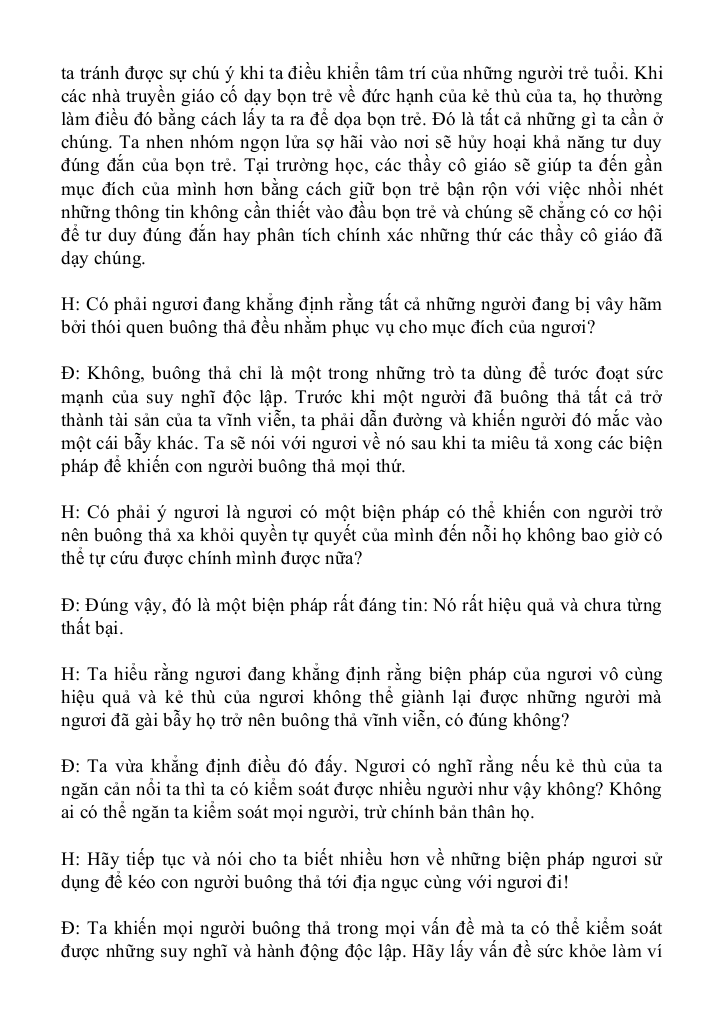 ta tránh được sự chú ý khi ta điều khiển tâm trí của những người trẻ tuổi. Khi
các nhà truyền giáo cố dạy bọn trẻ về đức hạnh của kẻ thù của ta, họ thường
làm điều đó bằng cách lấy ta ra để dọa bọn trẻ. Đó là tất cả những gì ta cần ở
chúng. Ta nhen nhóm ngọn lửa sợ hãi vào nơi sẽ hủy hoại khả năng tư duy
đúng đắn của bọn trẻ. Tại trường học, các thầy cô giáo sẽ giúp ta đến gần
mục đích của mình hơn bằng cách giữ bọn trẻ bận rộn với việc nhồi nhét
những thông tin không cần thiết vào đầu bọn trẻ và chúng sẽ chẳng có cơ hội
để tư duy đúng đắn hay phân tích chính xác những thứ các thầy cô giáo đã
dạy chúng.
H: Có phải ngươi đang khẳng định rằng tất cả những người đang bị vây hãm
bởi thói quen buông thả đều nhằm phục vụ cho mục đích của ngươi?
Đ: Không, buông thả chỉ là một trong những trò ta dùng để tước đoạt sức
mạnh của suy nghĩ độc lập. Trước khi một người đã buông thả tất cả trở
thành tài sản của ta vĩnh viễn, ta phải dẫn đường và khiến người đó mắc vào
một cái bẫy khác. Ta sẽ nói với ngươi về nó sau khi ta miêu tả xong các biện
pháp để khiến con người buông thả mọi thứ.
H: Có phải ý ngươi là ngươi có một biện pháp có thể khiến con người trở
nên buông thả xa khỏi quyền tự quyết của mình đến nỗi họ không bao giờ có
thể tự cứu được chính mình được nữa?
Đ: Đúng vậy, đó là một biện pháp rất đáng tin: Nó rất hiệu quả và chưa từng
thất bại.
H: Ta hiểu rằng ngươi đang khẳng định rằng biện pháp của ngươi vô cùng
hiệu quả và kẻ thù của ngươi không thể giành lại được những người mà
ngươi đã gài bẫy họ trở nên buông thả vĩnh viễn, có đúng không?
Đ: Ta vừa khẳng định điều đó đấy. Ngươi có nghĩ rằng nếu kẻ thù của ta
ngăn cản nổi ta thì ta có kiểm soát được nhiều người như vậy không? Không
ai có thể ngăn ta kiểm soát mọi người, trừ chính bản thân họ.
H: Hãy tiếp tục và nói cho ta biết nhiều hơn về những biện pháp ngươi sử
dụng để kéo con người buông thả tới địa ngục cùng với ngươi đi!
Đ: Ta khiến mọi người buông thả trong mọi vấn đề mà ta có thể kiểm soát
được những suy nghĩ và hành động độc lập. Hãy lấy vấn đề sức khỏe làm ví